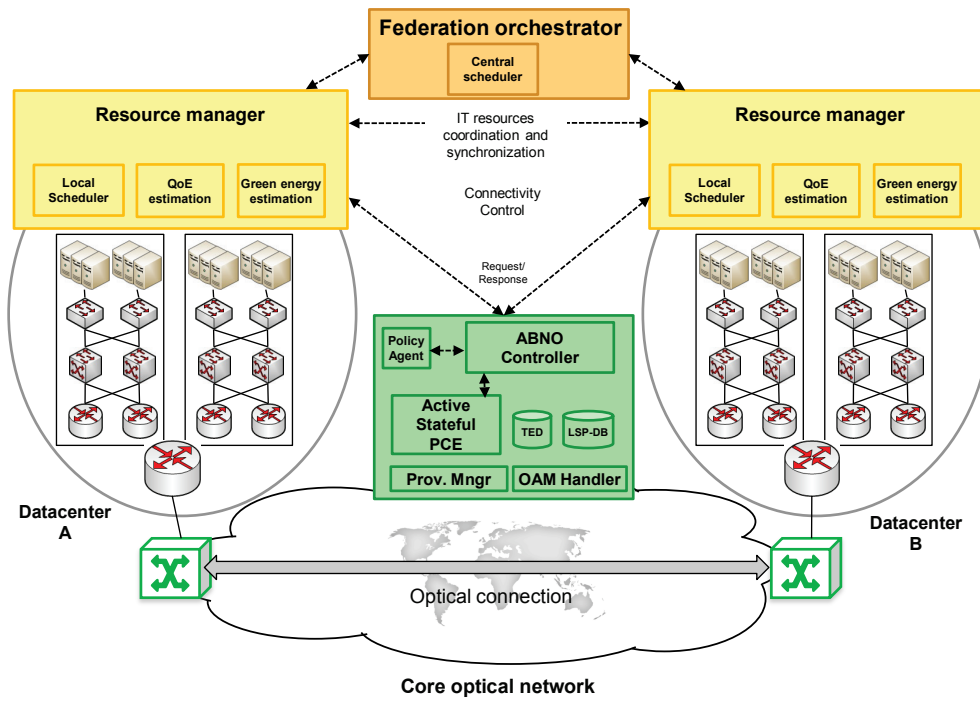 Federation orchestrator
Central
scheduler
Resource manager
Local
Scheduler
QoE
estimation
Green energy
estimation
IT resources
coordination and
synchronization
Connectivity
Control
Request/
Response
Resource manager
Local
Scheduler
QoE
estimation
Green energy
estimation
Policy
Agent
ABNO
Controller
Active
Stateful
PCE
TED
LSP-DB
Prov. Mngr
OAM Handler
Datacenter
A
Datacenter
B
Optical connection
Core optical network